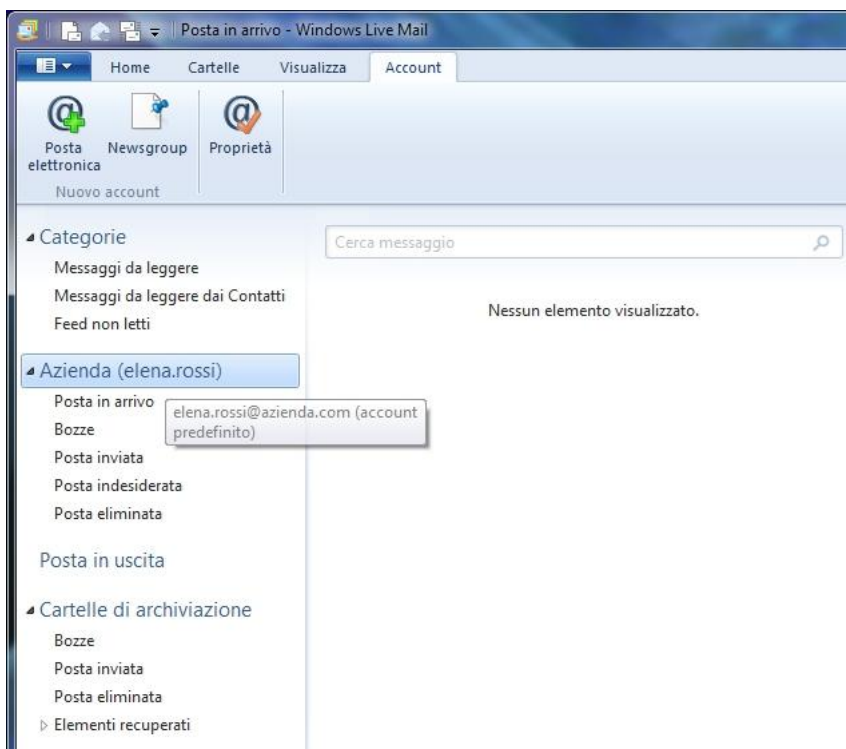 Posta in arrivo - Windows Live Mail
Home Cartelle Visualizza Account
Posta elettronica
Newsgroup
Proprietà
Nuovo account
Categorie
Messaggi da leggere
Messaggi da leggere dai Contatti
Feed non letti
Cerca messaggio
Nessun elemento visualizzato.
Azienda (elena.rossi)
Posta in arrivo
elena.rossi@azienda.com (account
predefinito)
Bozze
Posta inviata
Posta indesiderata
Posta eliminata
Posta in uscita
Cartelle di archiviazione
Bozze
Posta inviata
Posta eliminata
Elementi recuperati